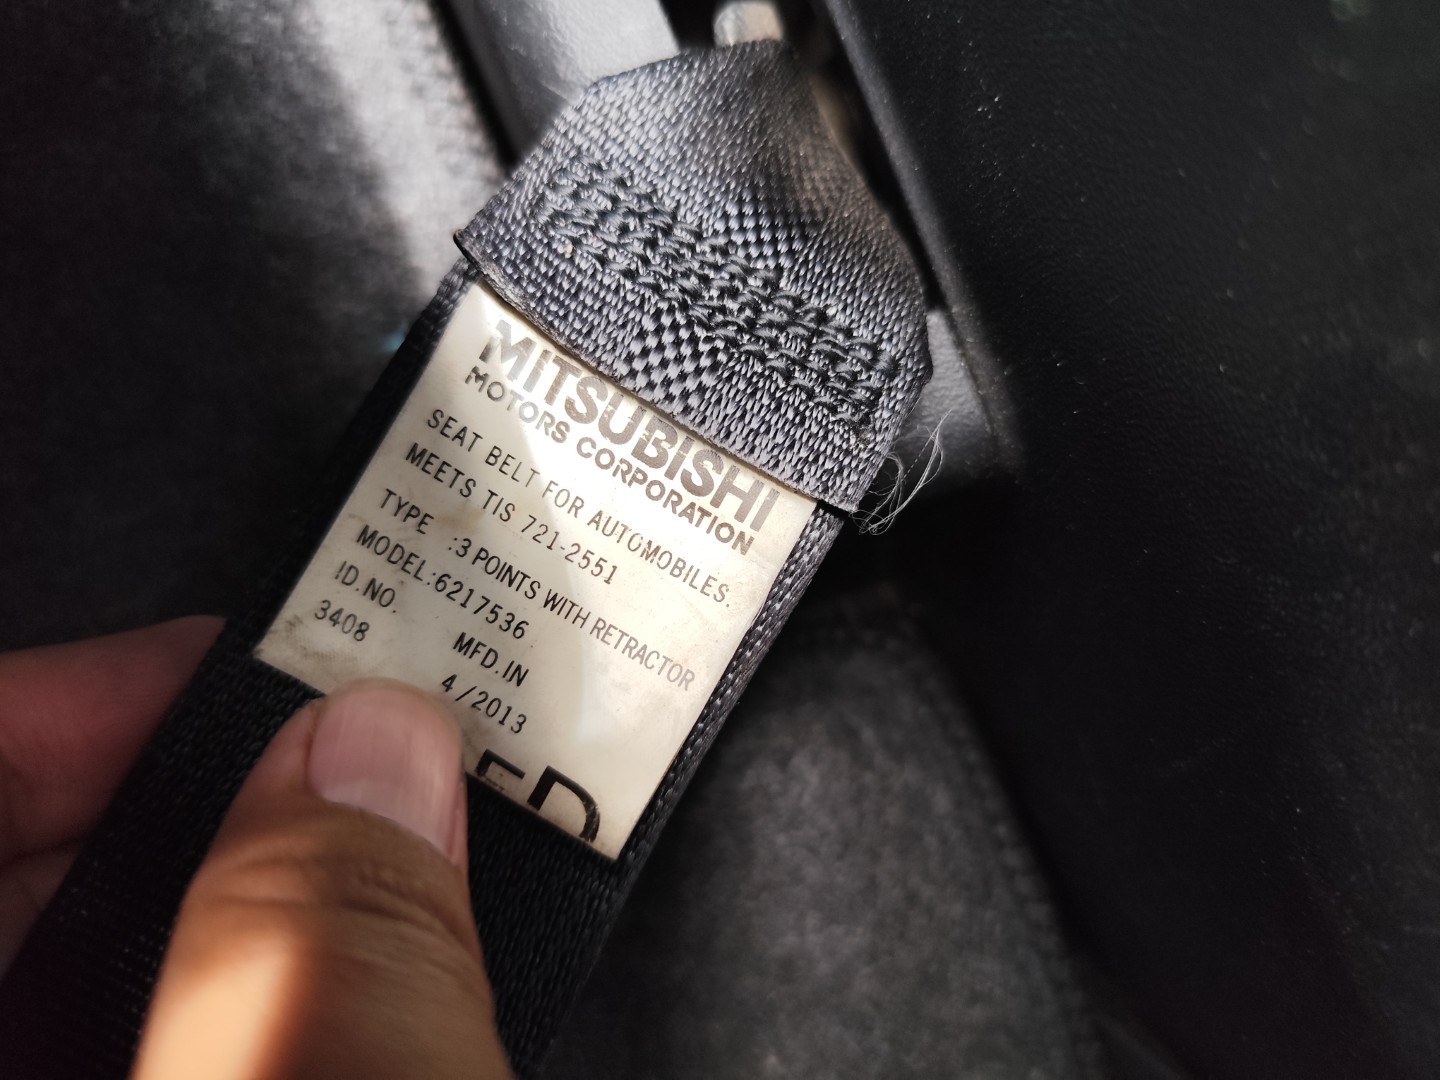 MITSUBISHI
MOTORS CORPORATION
SEAT BELT FOR AUTOMOBILES.
MEETS TIS 721-2551
TYPE :3 POINTS WITH RETRACTOR
MODEL:6217536
ID.NO. MFD.IN
3408 4/2013